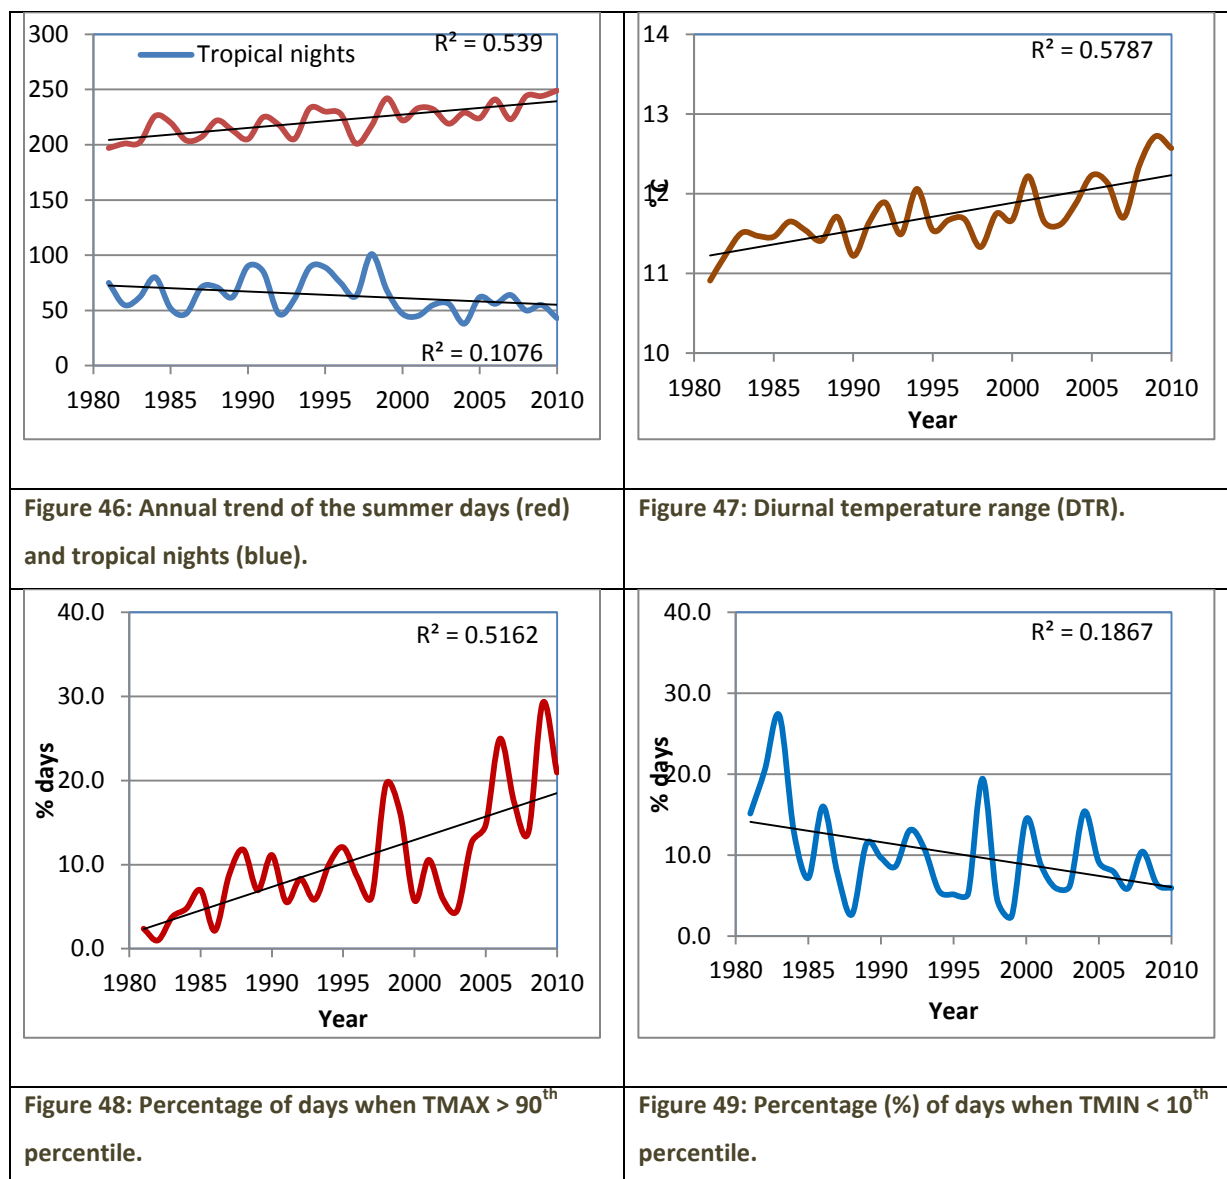 300
250
200
150
100
50
0
Tropical nights
R² = 0.539
R² = 0.1076
1980 1985 1990 1995 2000 2005 2010
14
13
12
11
10
°C
R² = 0.5787
1980 1985 1990 1995 2000 2005 2010
Year
Figure 46: Annual trend of the summer days (red)
and tropical nights (blue).
Figure 47: Diurnal temperature range (DTR).
40.0
30.0
20.0
10.0
0.0
% days
R² = 0.5162
1980 1985 1990 1995 2000 2005 2010
Year
40.0
30.0
20.0
10.0
0.0
% days
R² = 0.1867
1980 1985 1990 1995 2000 2005 2010
Year
Figure 48: Percentage of days when TMAX > 90th
percentile.
Figure 49: Percentage (%) of days when TMIN < 10th
percentile.